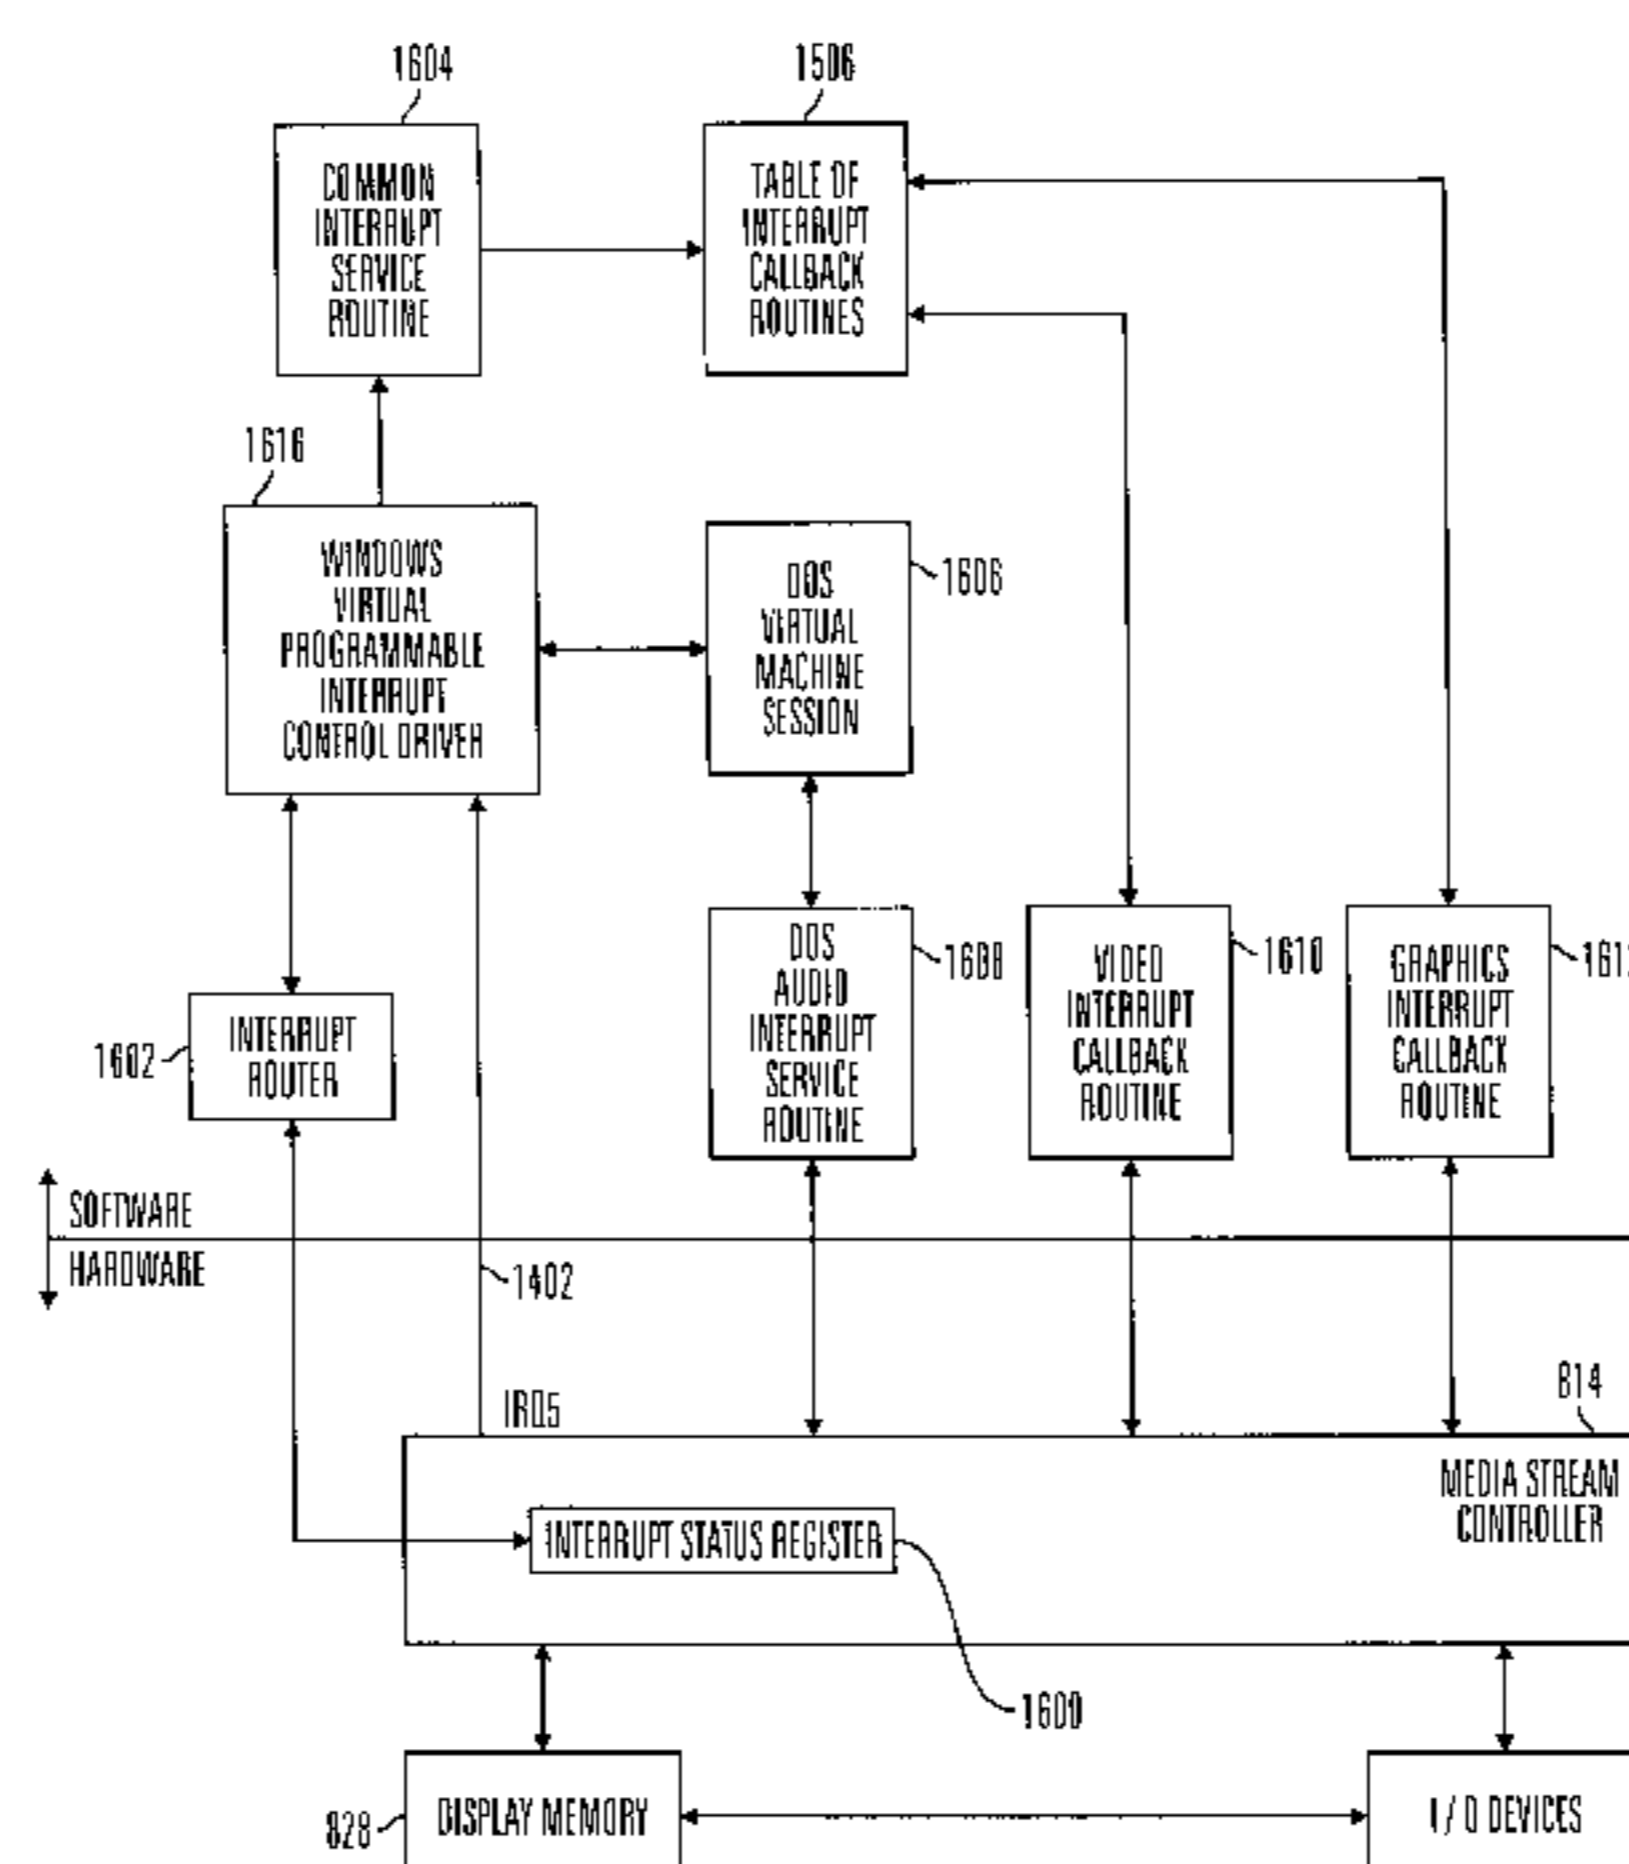 1604
1506
COMMON
INTERRUPT
SERVICE
ROUTINE
TABLE OF
INTERRUPT
CALLBACK
ROUTINES
1616
WINDOWS
VIRTUAL
PROGRAMMABLE
INTERRUPT
CONTROL DRIVER
DOS
VIRTUAL
MACHINE
SESSION
1606
INTERRUPT
ROUTER
1602
DOS
AUDIO
INTERRUPT
SERVICE
ROUTINE
1608
VIDEO
INTERRUPT
CALLBACK
ROUTINE
1610
GRAPHICS
INTERRUPT
CALLBACK
ROUTINE
SOFTWARE
HARDWARE
1402
IRQ5
814
MEDIA STREAM
CONTROLLER
INTERRUPT STATUS REGISTER
1600
828
DISPLAY MEMORY
I/O DEVICES